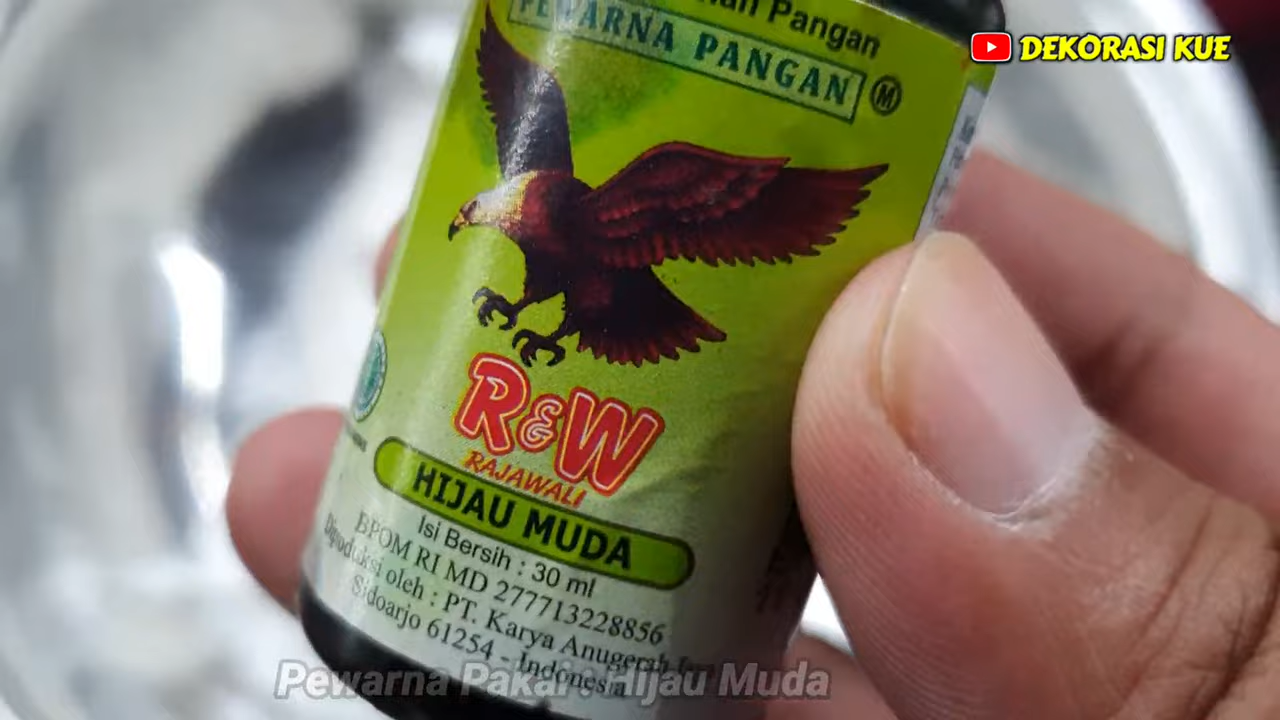 DEKORASI KUE
Pangan
PEWARNA PANGAN
M
R&W
RAJAWALI
HIJAU MUDA
Isi Bersih : 30 ml
BPOM RI MD 277713228856
Diproduksi oleh : PT. Karya Anugerah
Sidoarjo 61254 - Indonesia
Pewarna Pakai : Hijau Muda